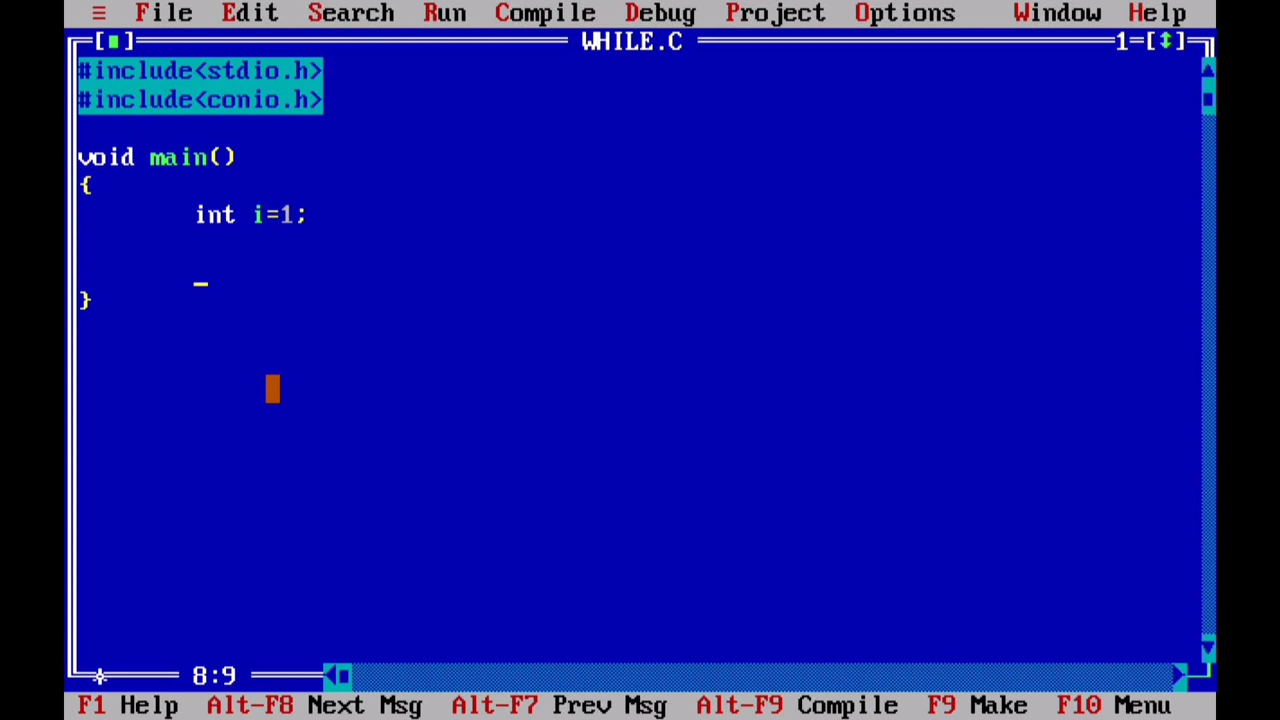 ≡ File Edit Search Run Compile Debug Project Options Window Help
[■] WHILE.C 1=[↕]
#include<stdio.h>
#include<conio.h>
void main()
{
int i=1;
_
}
8:9
F1 Help Alt-F8 Next Msg Alt-F7 Prev Msg Alt-F9 Compile F9 Make F10 Menu